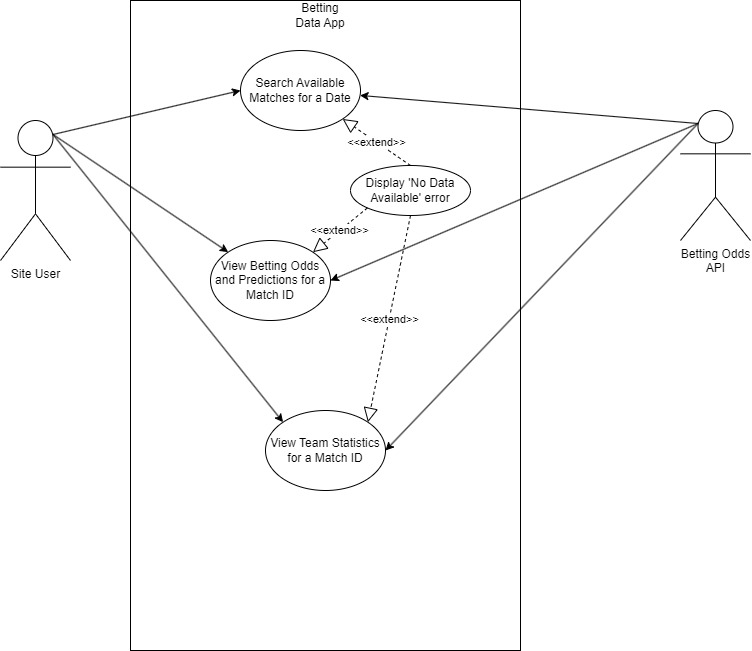 Betting
Data App
Search Available
Matches for a Date
<<extend>>
Display 'No Data
Available' error
<<extend>>
View Betting Odds
and Predictions for a
Match ID
Site User
Betting Odds
API
<<extend>>
View Team Statistics
for a Match ID